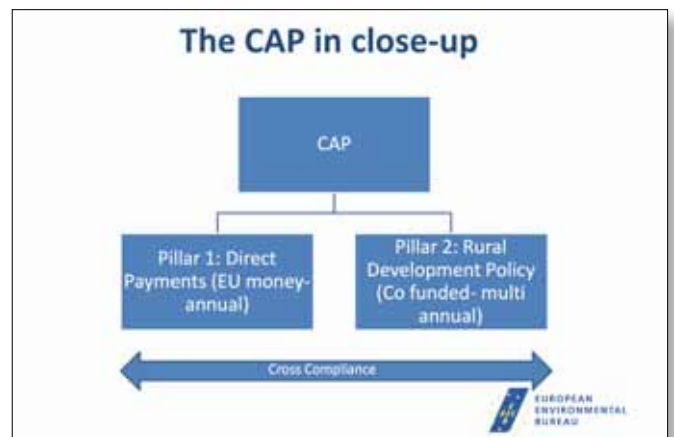 The CAP in close-up
CAP
Pillar 1: Direct
Payments (EU money-
annual)
Pillar 2: Rural
Development Policy
(Co funded- multi
annual)
Cross Compliance
EUROPEAN
ENVIRONMENTAL
BUREAU